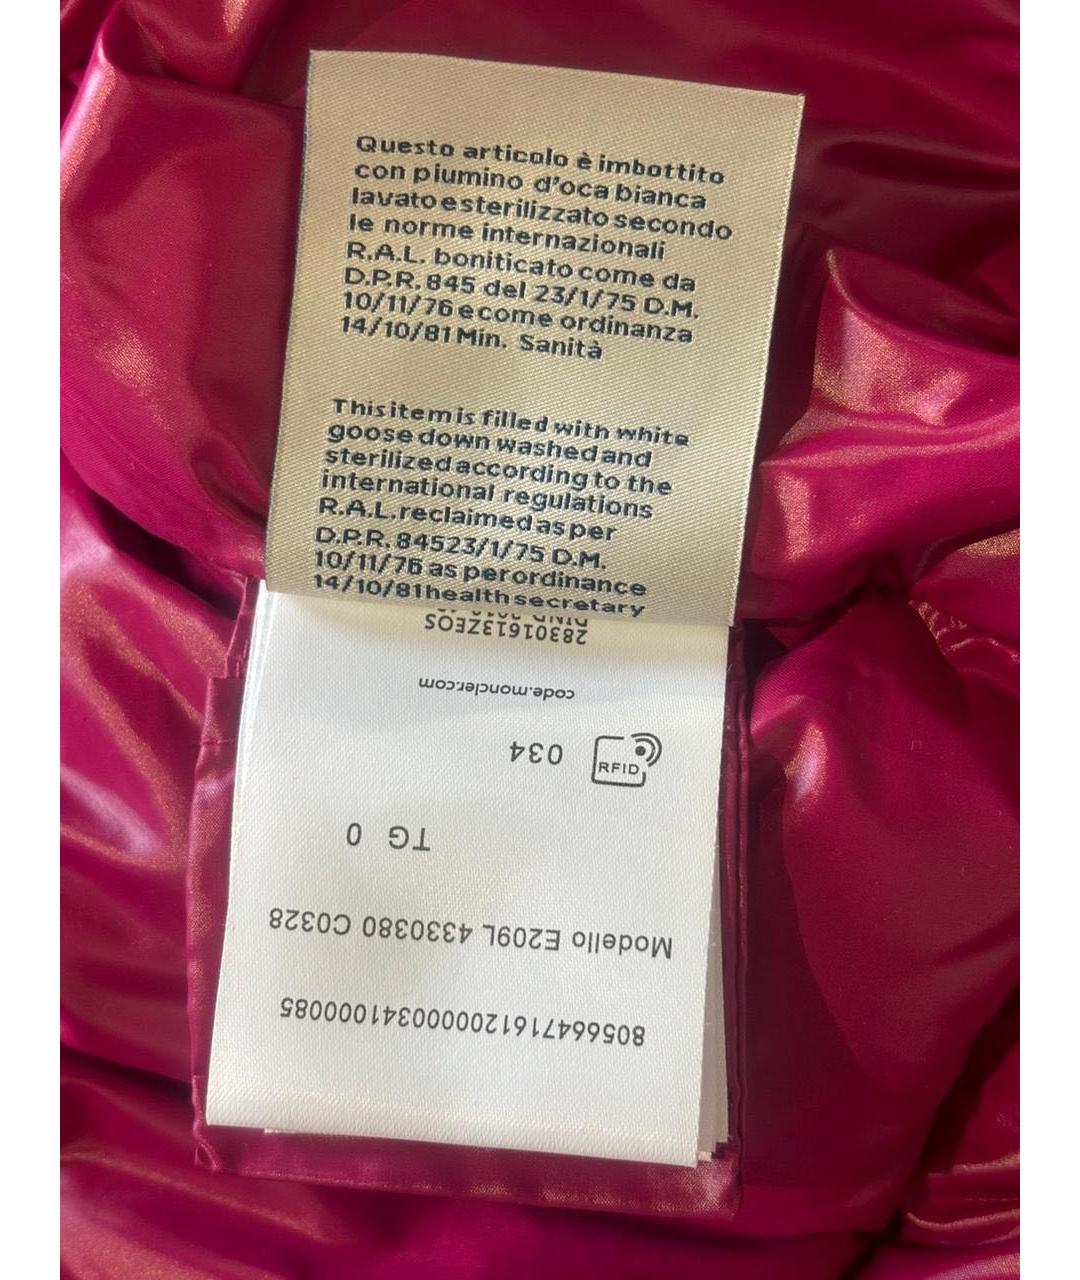 Questo articolo è imbottito
con piumino d'oca bianca
lavato e sterilizzato secondo
le norme internazionali
R.A.L. boniticato come da
D.P.R. 845 del 23/1/75 D.M.
10/11/76 e come ordinanza
14/10/81 Min. Sanità
This item is filled with white
goose down washed and
sterilized according to the
international regulations
R.A.L. reclaimed as per
D.P.R. 84523/1/75 D.M.
10/11/76 as per ordinance
14/10/81 health secretary
8056647161200000341000085
Modello E209L 4330380 C0328
TG 0
RFID 034
code.moncler.com
28301613ZEOS